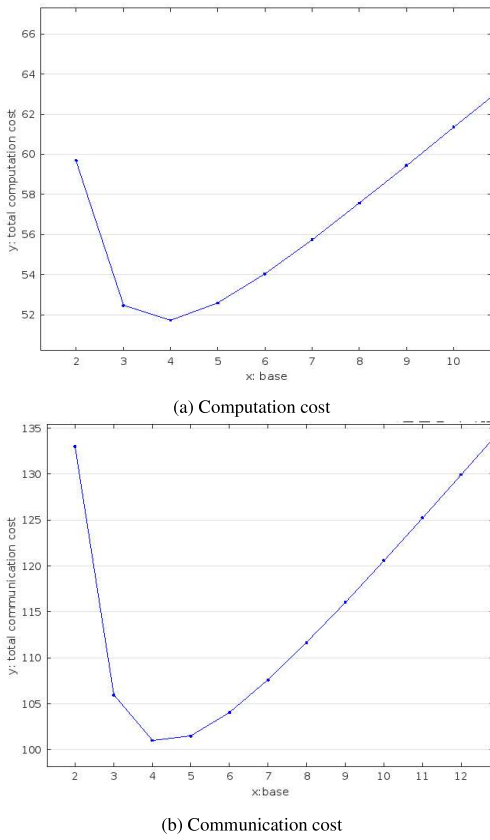 66
64
62
60
58
56
54
52
y: total computation cost
2 3 4 5 6 7 8 9 10
x: base
(a) Computation cost
135
130
125
120
115
110
105
100
y: total communication cost
2 3 4 5 6 7 8 9 10 11 12
x:base
(b) Communication cost